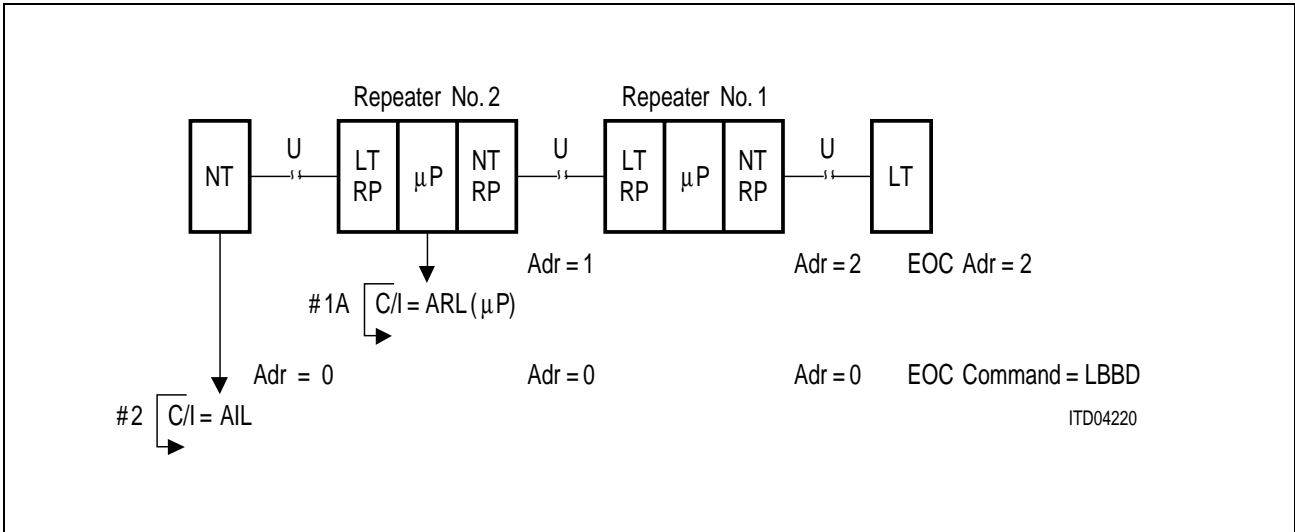 Repeater No. 2 Repeater No. 1
NT U LT RP µP NT RP U LT RP µP NT RP U LT
Adr = 1 Adr = 2 EOC Adr = 2
#1A C/I = ARL (µP)
Adr = 0 Adr = 0 Adr = 0 EOC Command = LBBD
#2 C/I = AIL
ITD04220